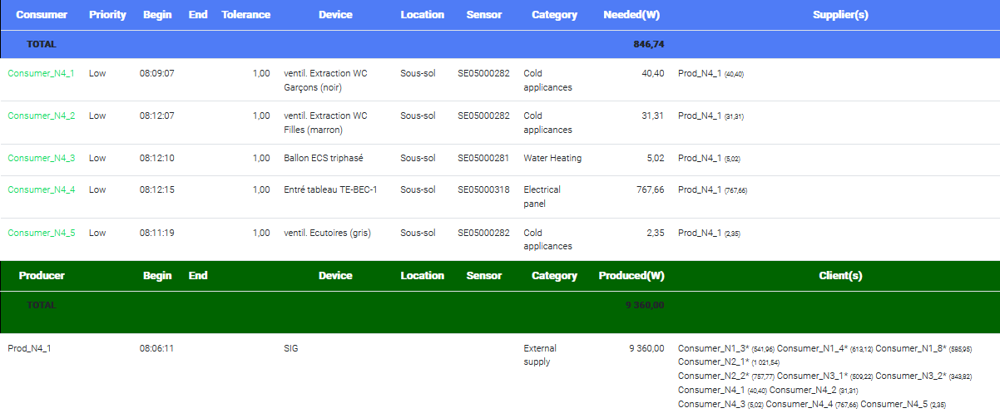 Consumer Priority Begin End Tolerance Device Location Sensor Category Needed(W) Supplier(s)
TOTAL 846,74
Consumer_N4_1 Low 08:09:07 1,00 ventil. Extraction WC Sous-sol SE05000282 Cold 40,40 Prod_N4_1 (40,40)
Garçons (noir) applicances
Consumer_N4_2 Low 08:12:07 1,00 ventil. Extraction WC Sous-sol SE05000282 Cold 31,31 Prod_N4_1 (31,31)
Filles (marron) applicances
Consumer_N4_3 Low 08:12:10 1,00 Ballon ECS triphasé Sous-sol SE05000281 Water Heating 5,02 Prod_N4_1 (5,02)
Consumer_N4_4 Low 08:12:15 1,00 Entré tableau TE-BEC-1 Sous-sol SE05000318 Electrical 767,66 Prod_N4_1 (767,66)
panel
Consumer_N4_5 Low 08:11:19 1,00 ventil. Ecutoires (gris) Sous-sol SE05000282 Cold 2,35 Prod_N4_1 (2,35)
applicances
Producer Begin End Device Location Sensor Category Produced(W) Client(s)
TOTAL 9 360,00
Prod_N4_1 08:06:11 SIG External 9 360,00 Consumer_N1_3* (541,96) Consumer_N1_4* (613,12) Consumer_N1_8* (585,95)
supply Consumer_N2_1* (1 021,54)
Consumer_N2_2* (757,77) Consumer_N3_1* (509,22) Consumer_N3_2* (343,82)
Consumer_N4_1 (40,40) Consumer_N4_2 (31,31)
Consumer_N4_3 (5,02) Consumer_N4_4 (767,66) Consumer_N4_5 (2,35)